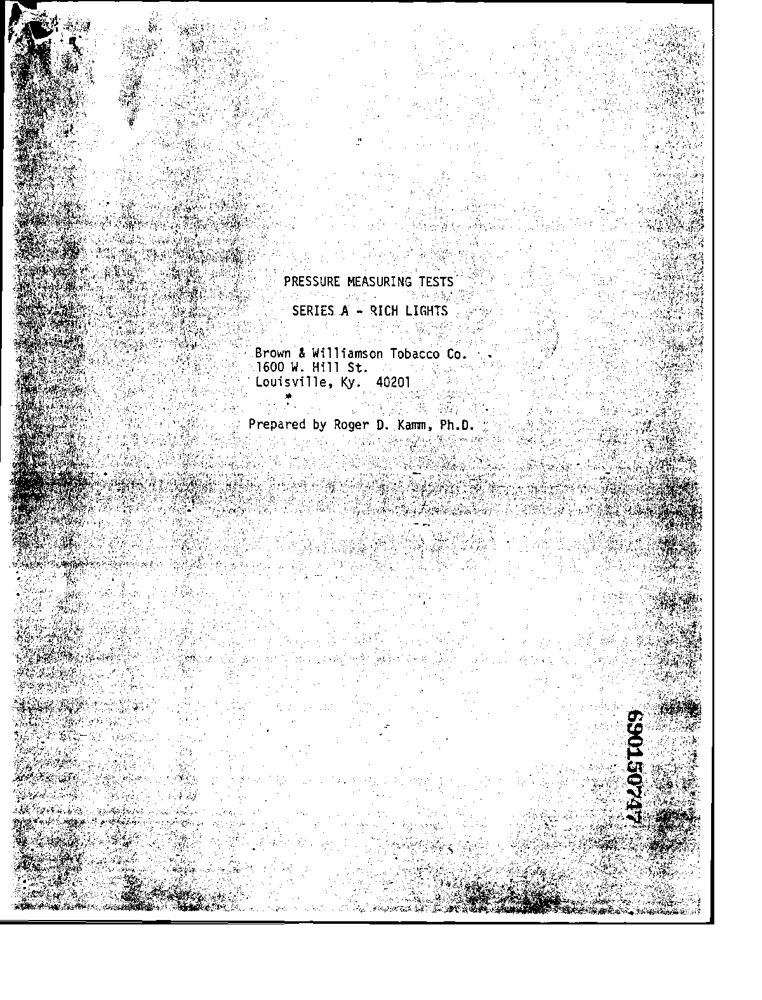 PRESSURE MEASURING TESTS
SERIES A - RICH LIGHTS
Brown & Williamson Tobacco Co.
1600 W. Hill St.
Louisville, Ky. 40201
Prepared by Roger D. Kamm, Ph.D.
690150747